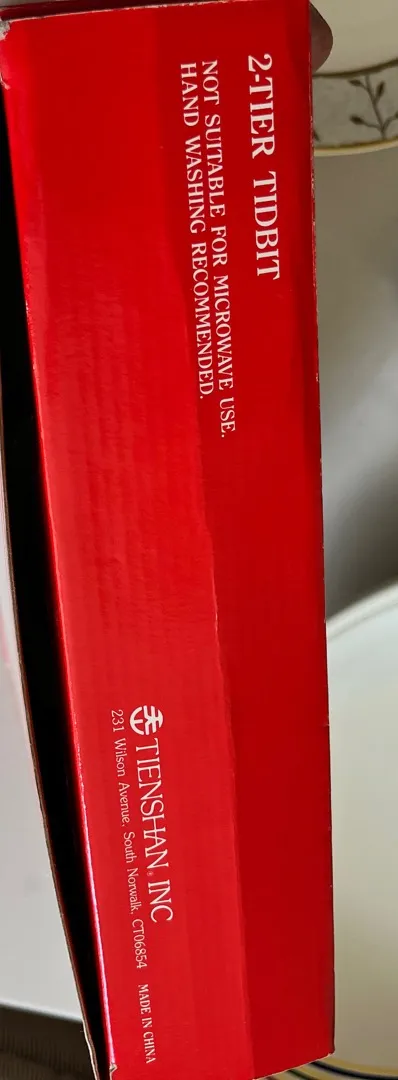 2-TIER TIDBIT
NOT SUITABLE FOR MICROWAVE USE.
HAND WASHING RECOMMENDED.
TIENSHAN, INC
231 Wilson Avenue, South Norwalk, CT06854 MADE IN CHINA